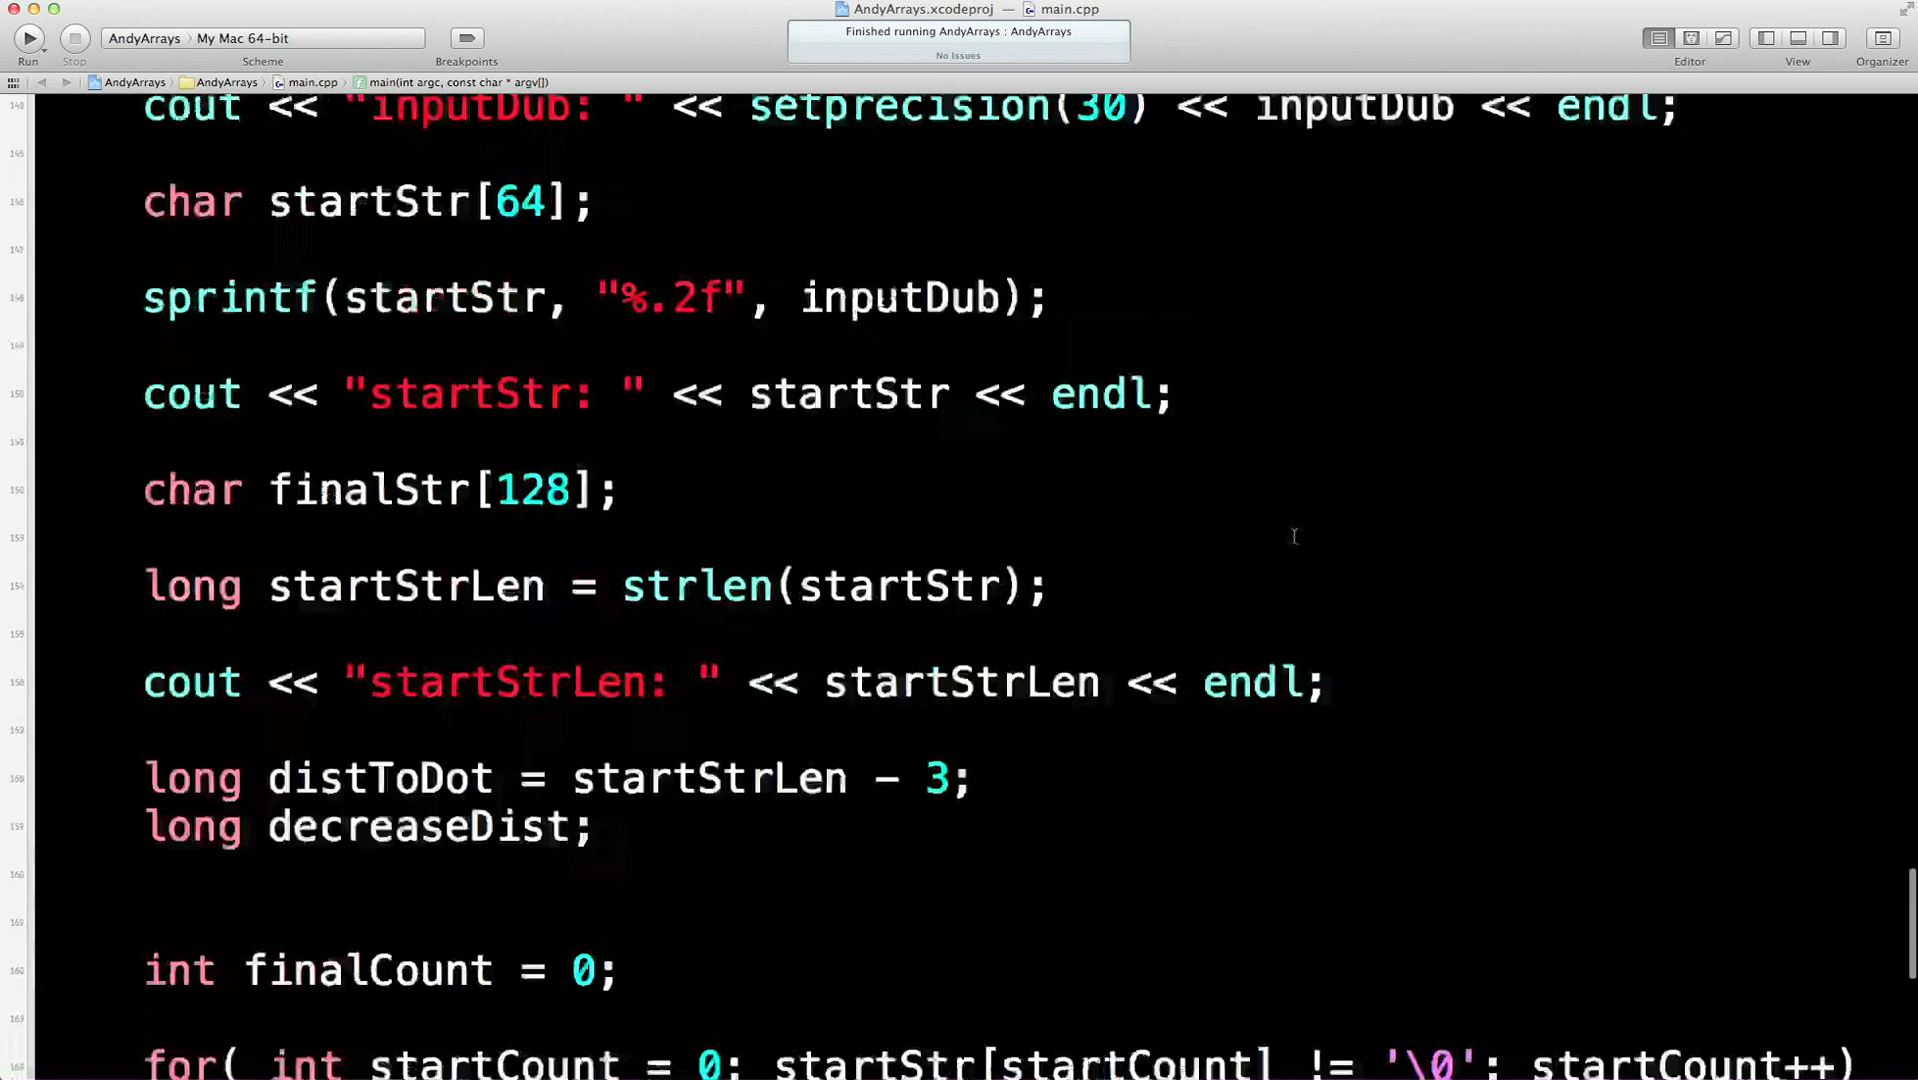 AndyArrays.xcodeproj — main.cpp
Run
Stop
AndyArrays > My Mac 64-bit
Scheme
Breakpoints
Finished running AndyArrays : AndyArrays
No Issues
Editor
View
Organizer
AndyArrays > AndyArrays > main.cpp > main(int argc, const char * argv[])
cout << "inputDub: " << setprecision(30) << inputDub << endl;
char startStr[64];
sprintf(startStr, "%.2f", inputDub);
cout << "startStr: " << startStr << endl;
char finalStr[128];
long startStrLen = strlen(startStr);
cout << "startStrLen: " << startStrLen << endl;
long distToDot = startStrLen - 3;
long decreaseDist;
int finalCount = 0;
for( int startCount = 0; startStr[startCount] != '\0'; startCount++)